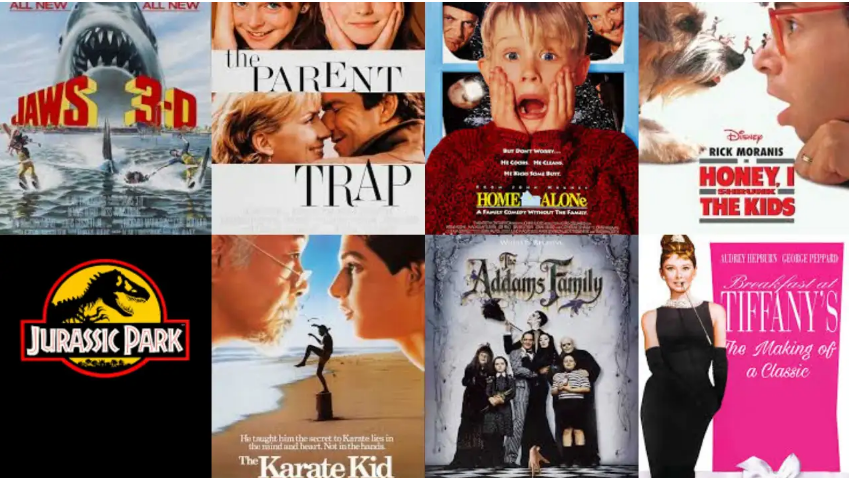 ALL NEW ALL NEW
JAWS 3-D
the
PARENT
TRAP
BUT DON'T WORRY...
HE COOKS. HE CLEANS.
HE KICKS SOME BUTT.
HOME ALONE
A FAMILY COMEDY WITHOUT THE FAMILY.
Disney
RICK MORANIS
IN
HONEY, I
SHRUNK
THE KIDS
JURASSIC PARK
He taught him the secret to Karate lies in
the mind and heart. Not in the hands.
The Karate Kid
The
Addams Family
AUDREY HEPBURN GEORGE PEPPARD
Breakfast at
TIFFANY'S
The Making of
a Classic